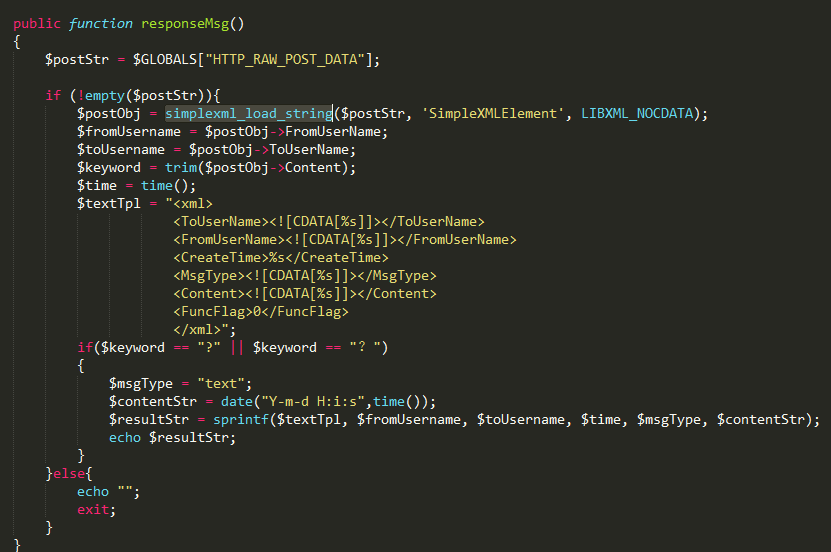 public function responseMsg()
{
    $postStr = $GLOBALS["HTTP_RAW_POST_DATA"];

    if (!empty($postStr)){
        $postObj = simplexml_load_string($postStr, 'SimpleXMLElement', LIBXML_NOCDATA);
        $fromUsername = $postObj->FromUserName;
        $toUsername = $postObj->ToUserName;
        $keyword = trim($postObj->Content);
        $time = time();
        $textTpl = "<xml>
                    <ToUserName><![CDATA[%s]]></ToUserName>
                    <FromUserName><![CDATA[%s]]></FromUserName>
                    <CreateTime>%s</CreateTime>
                    <MsgType><![CDATA[%s]]></MsgType>
                    <Content><![CDATA[%s]]></Content>
                    <FuncFlag>0</FuncFlag>
                    </xml>";
        if($keyword == "?" || $keyword == "？")
        {
            $msgType = "text";
            $contentStr = date("Y-m-d H:i:s",time());
            $resultStr = sprintf($textTpl, $fromUsername, $toUsername, $time, $msgType, $contentStr);
            echo $resultStr;
        }
    }else{
        echo "";
        exit;
    }
}